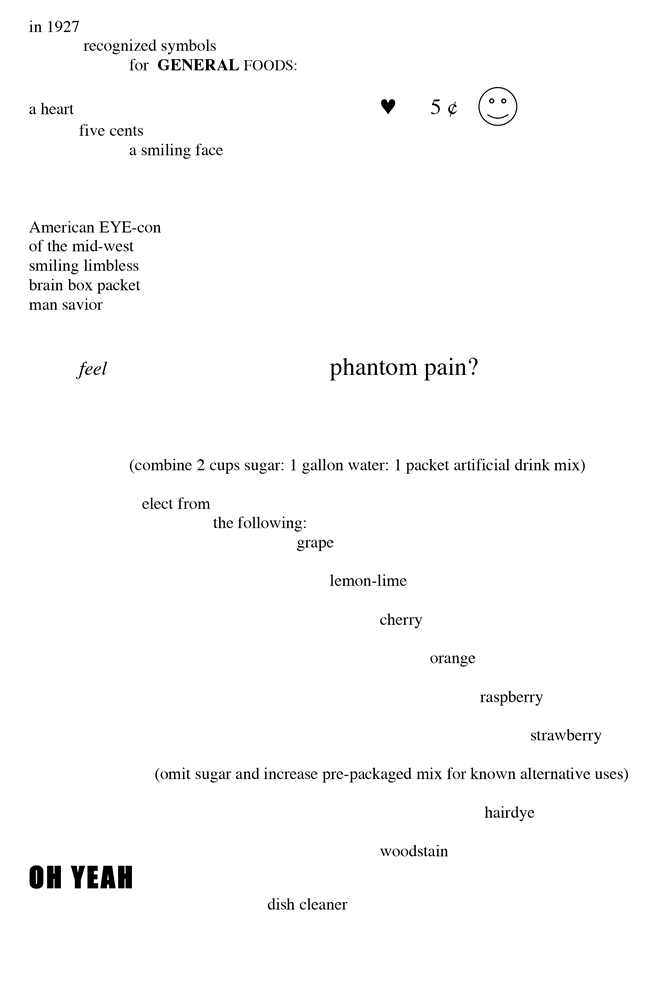 in 1927
recognized symbols
for GENERAL FOODS:
a heart ♥ 5 ¢
five cents
a smiling face
American EYE-con
of the mid-west
smiling limbless
brain box packet
man savior
feel phantom pain?
(combine 2 cups sugar: 1 gallon water: 1 packet artificial drink mix)
elect from
the following:
grape
lemon-lime
cherry
orange
raspberry
strawberry
(omit sugar and increase pre-packaged mix for known alternative uses)
hairdye
woodstain
OH YEAH
dish cleaner